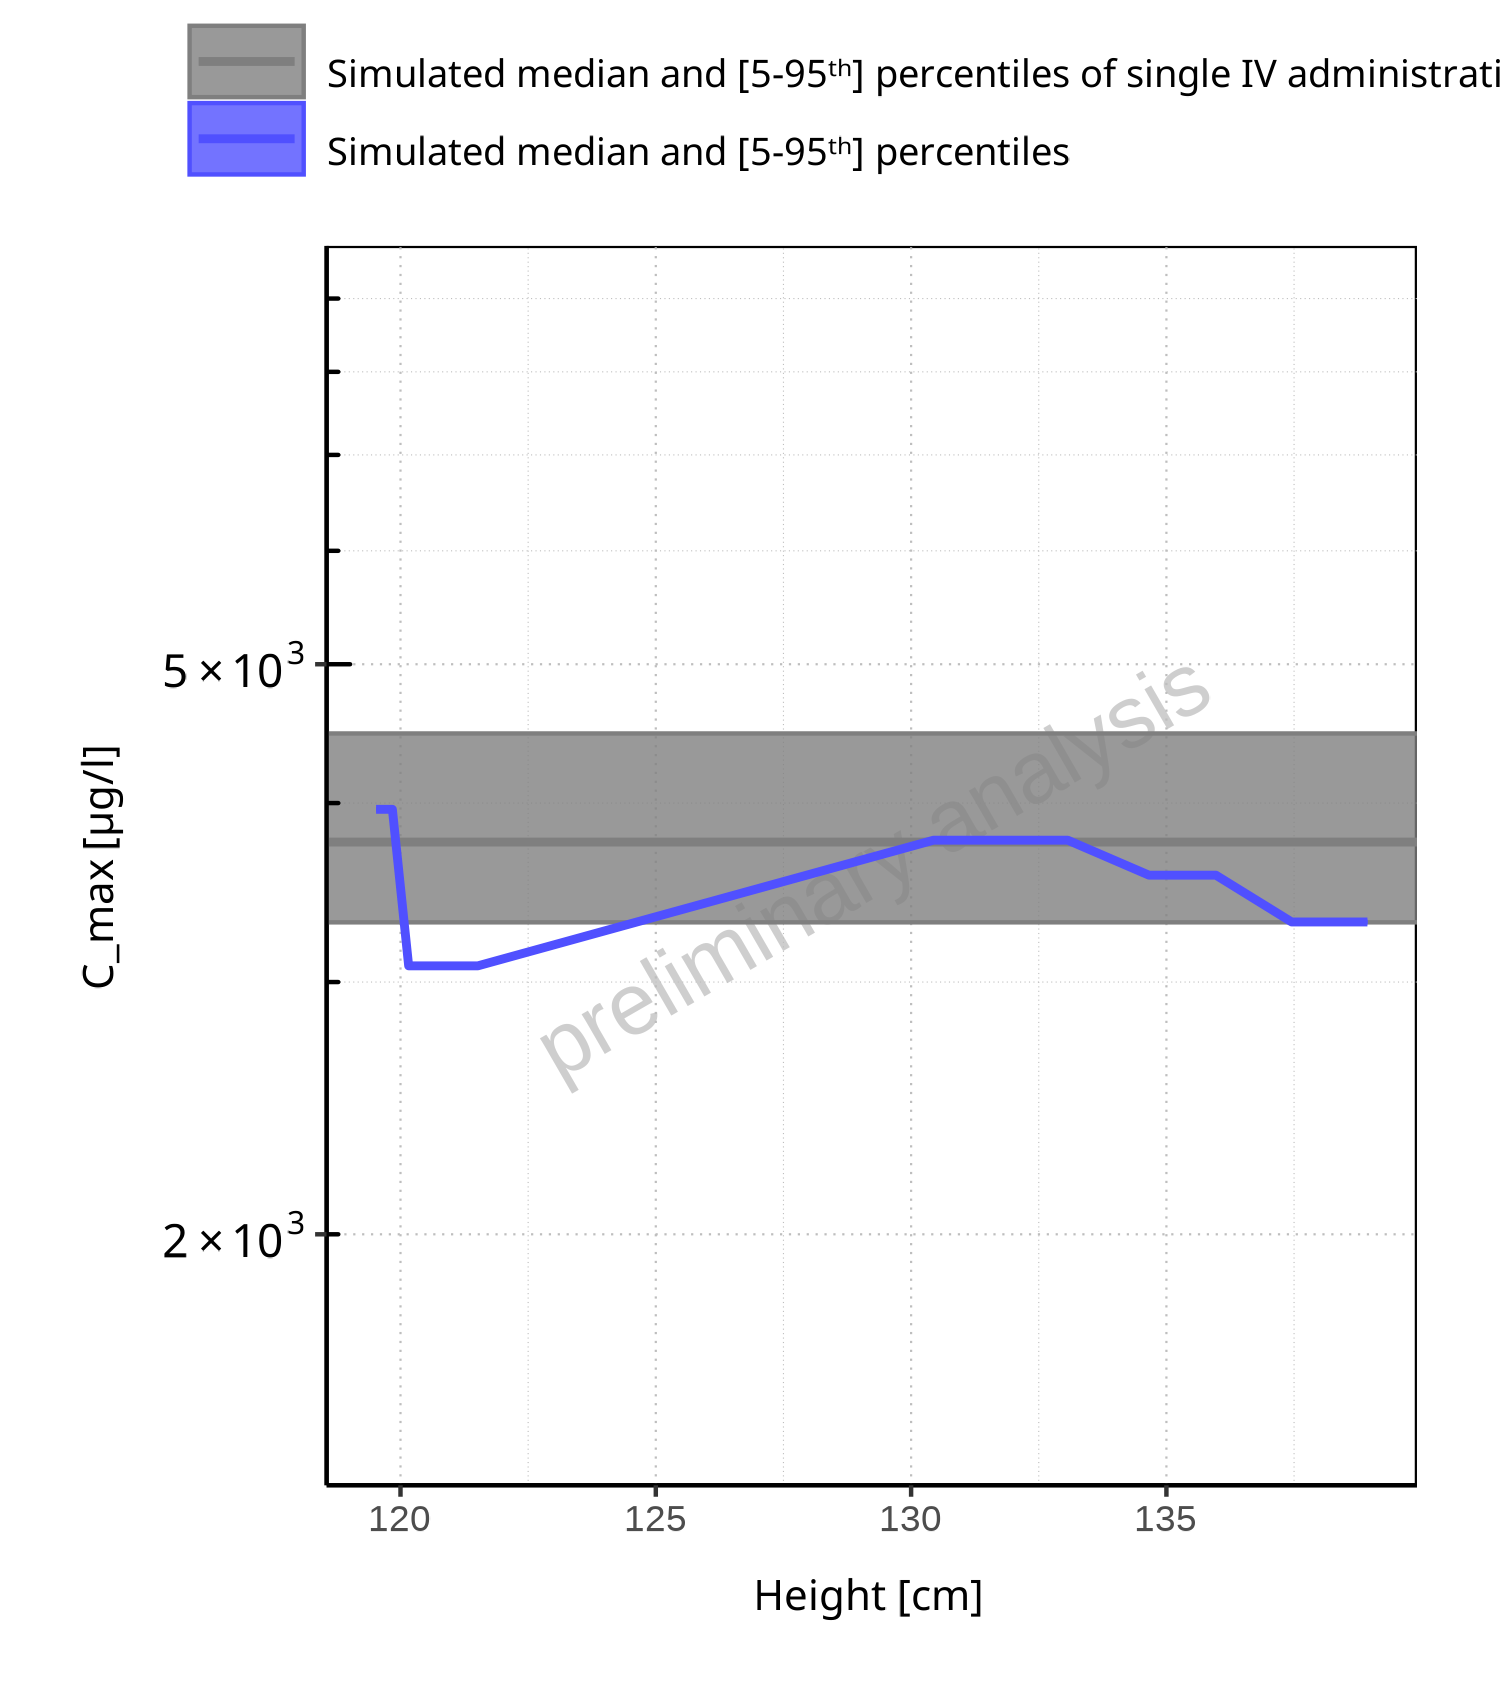 Simulated median and [5-95ᵗʰ] percentiles of single IV administrati
Simulated median and [5-95ᵗʰ] percentiles
5 × 10³
preliminary analysis
C_max [µg/l]
2 × 10³
120 125 130 135
Height [cm]